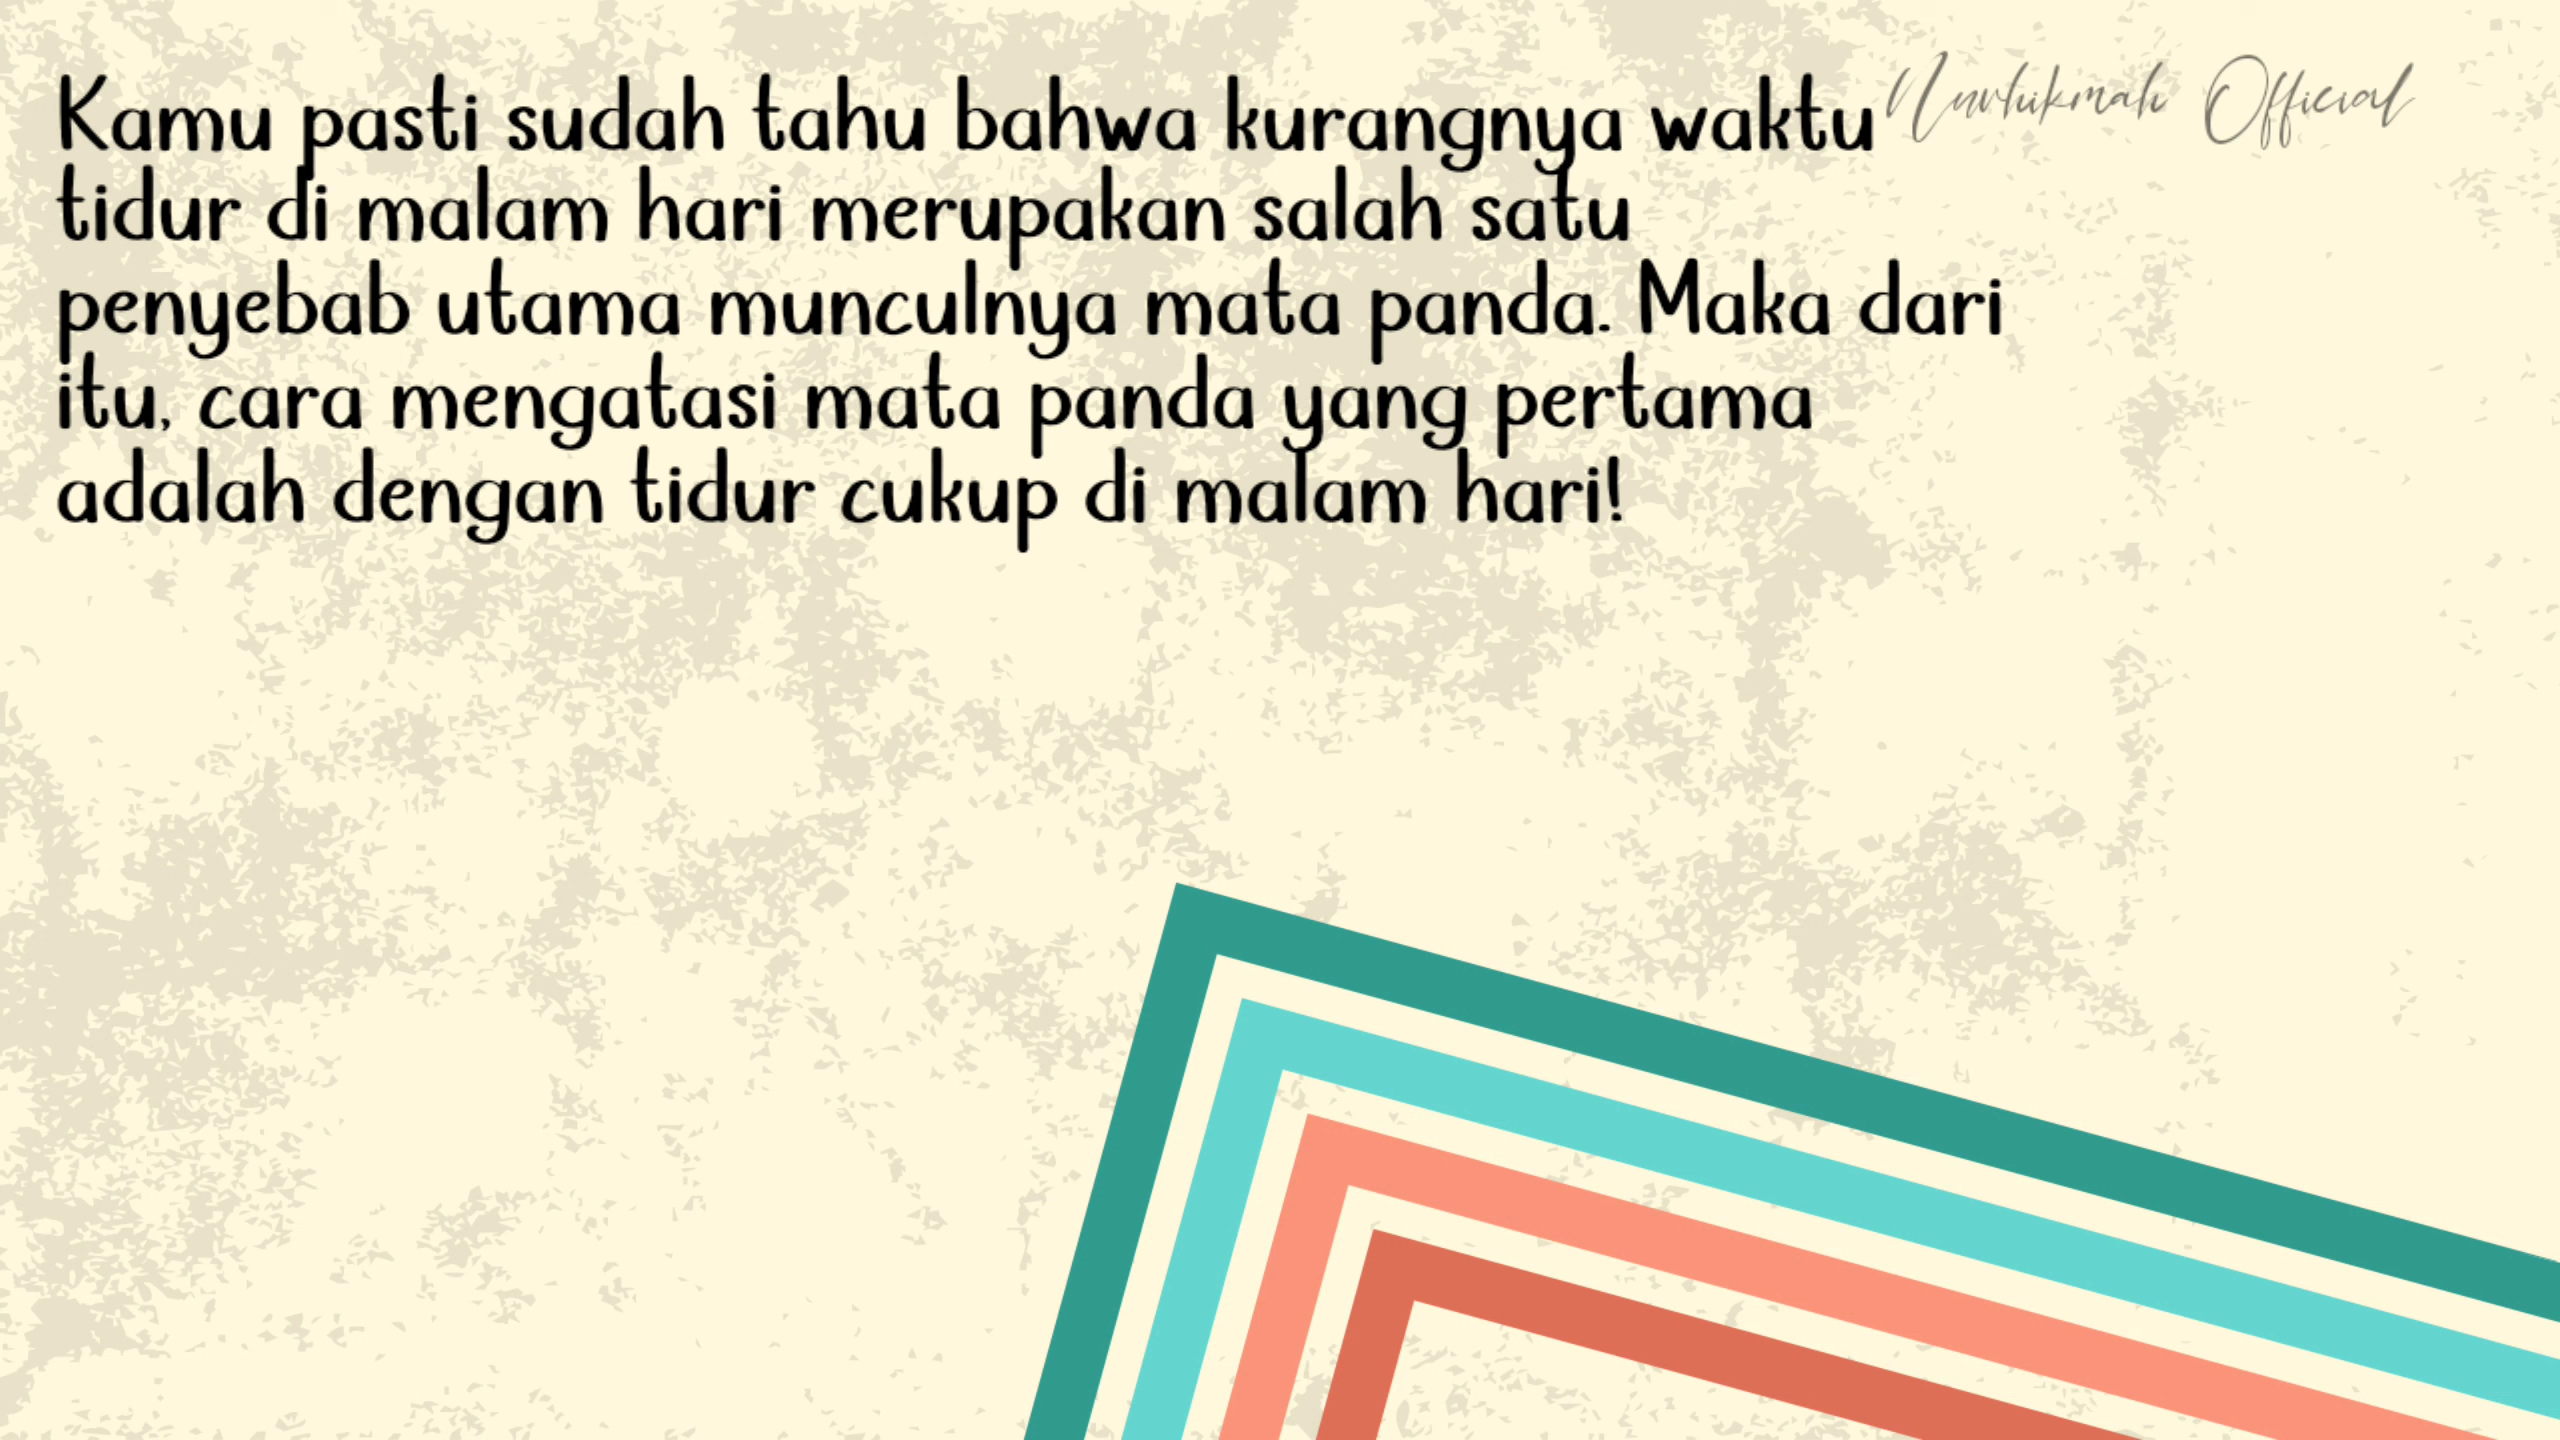 Kamu pasti sudah tahu bahwa kurangnya waktu
Nurhikmah Official
tidur di malam hari merupakan salah satu
penyebab utama munculnya mata panda. Maka dari
itu, cara mengatasi mata panda yang pertama
adalah dengan tidur cukup di malam hari!